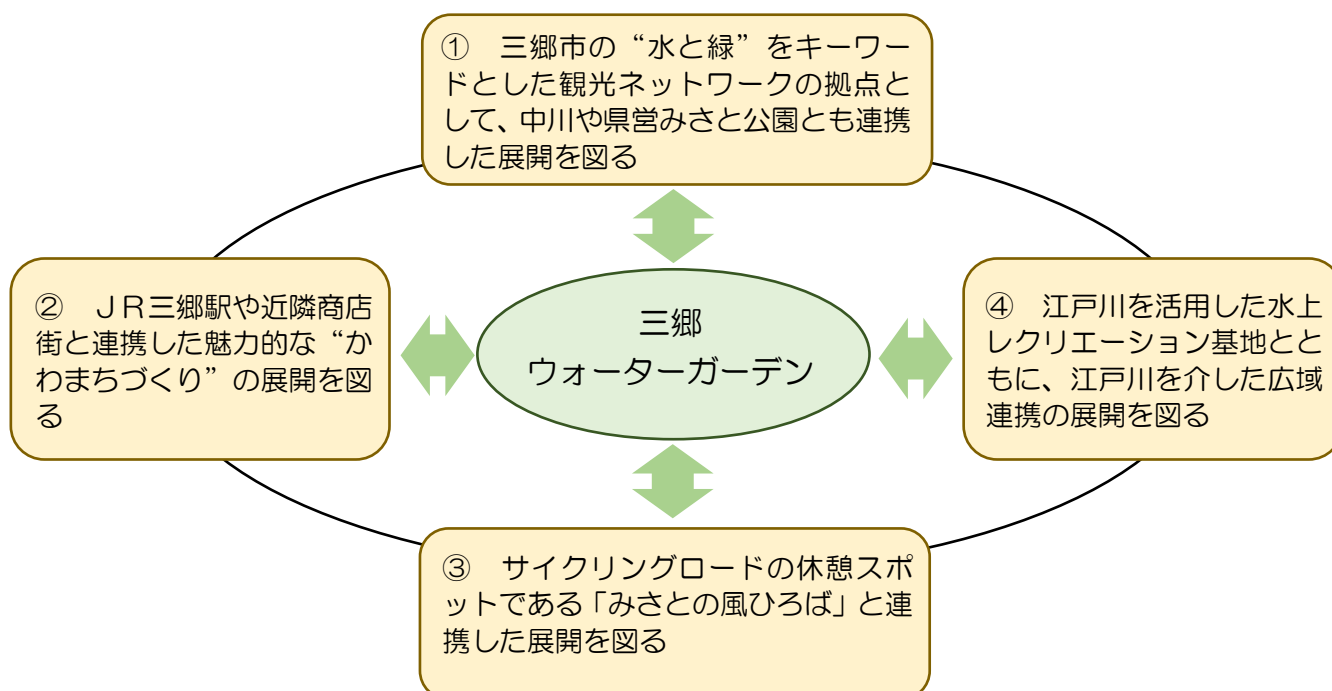 ① 三郷市の“水と緑”をキーワー
ドとした観光ネットワークの拠点と
して、中川や県営みさと公園とも連携
した展開を図る
② ＪＲ三郷駅や近隣商店
街と連携した魅力的な“か
わまちづくり”の展開を図
る
三郷
ウォーターガーデン
④ 江戸川を活用した水上
レクリエーション基地とと
もに、江戸川を介した広域
連携の展開を図る
③ サイクリングロードの休憩スポ
ットである「みさとの風ひろば」と連
携した展開を図る